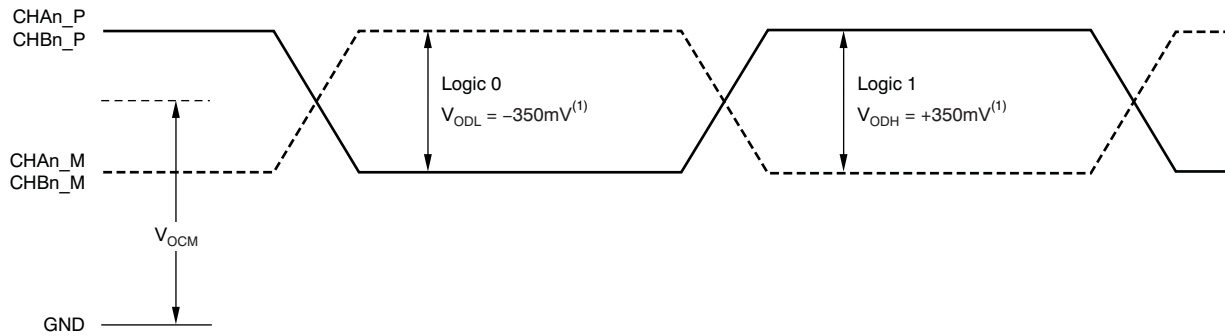 CHAn_P
CHBn_P
Logic 0
V_ODL = −350mV(1)
Logic 1
V_ODH = +350mV(1)
CHAn_M
CHBn_M
V_OCM
GND